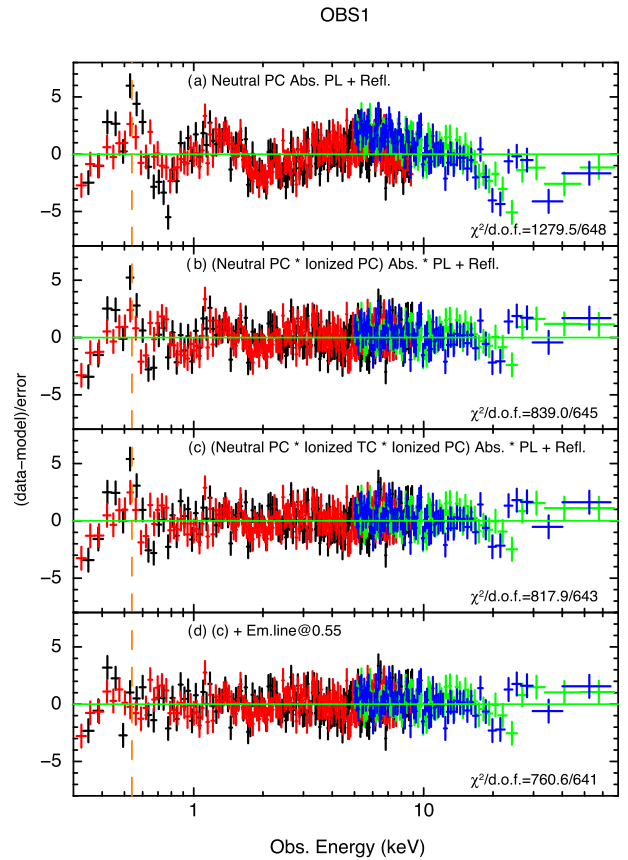 OBS1
(a) Neutral PC Abs. PL + Refl.
5
0
−5
χ²/d.o.f.=1279.5/648
(b) (Neutral PC * Ionized PC) Abs. * PL + Refl.
5
0
−5
χ²/d.o.f.=839.0/645
(c) (Neutral PC * Ionized TC * Ionized PC) Abs. * PL + Refl.
5
0
−5
χ²/d.o.f.=817.9/643
(d) (c) + Em.line@0.55
5
0
−5
χ²/d.o.f.=760.6/641
(data−model)/error
1 10
Obs. Energy (keV)